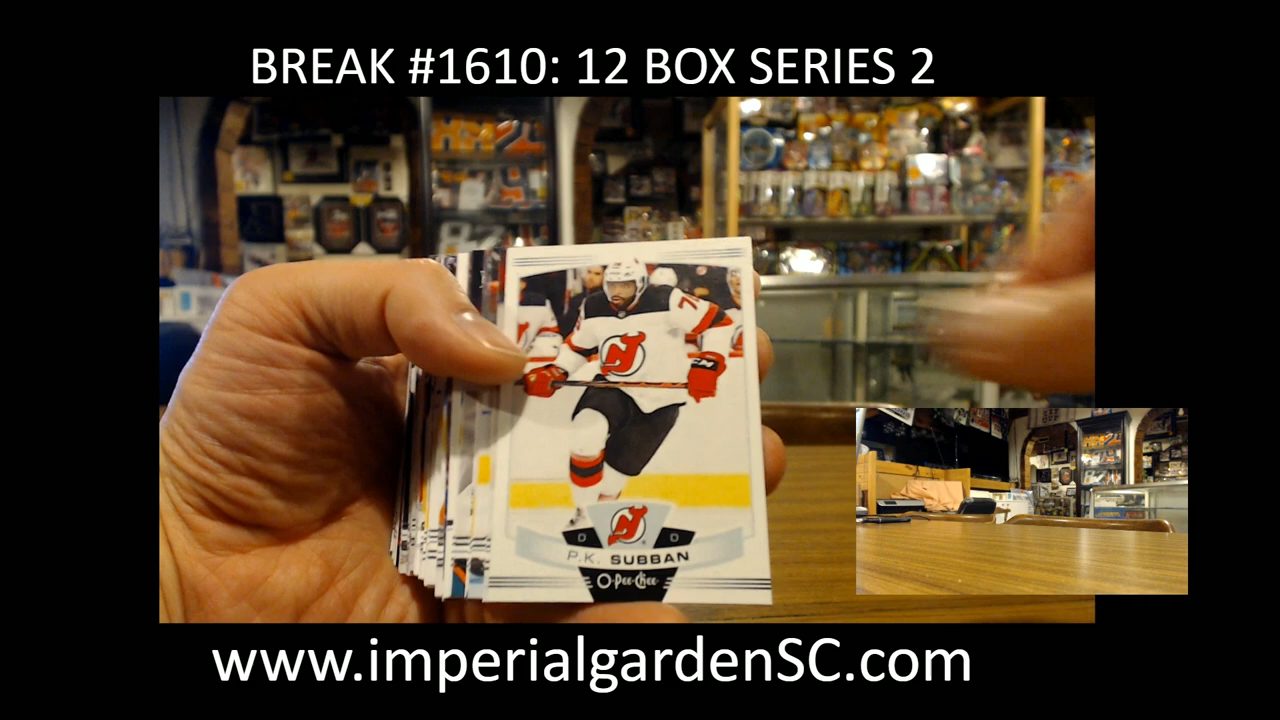 BREAK #1610: 12 BOX SERIES 2
D D
P.K. SUBBAN
O-Pee-Chee
www.imperialgardenSC.com